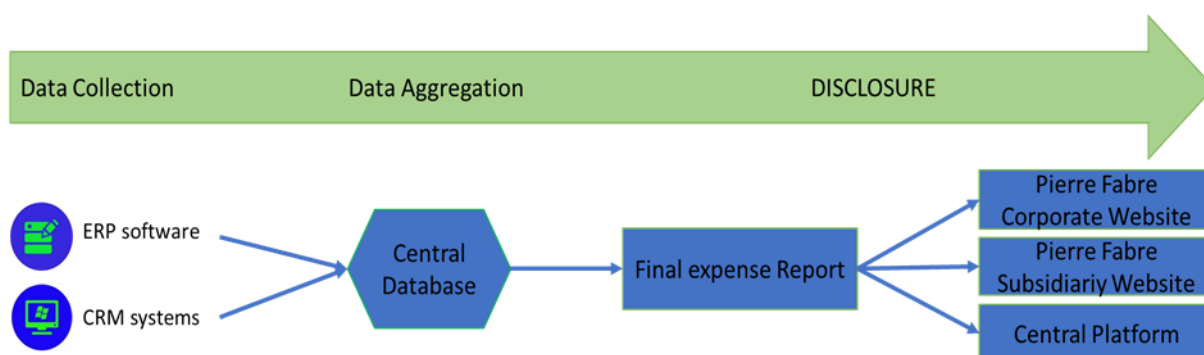 Data Collection
Data Aggregation
DISCLOSURE
ERP software
CRM systems
Central
Database
Final expense Report
Pierre Fabre
Corporate Website
Pierre Fabre
Subsidiariy Website
Central Platform